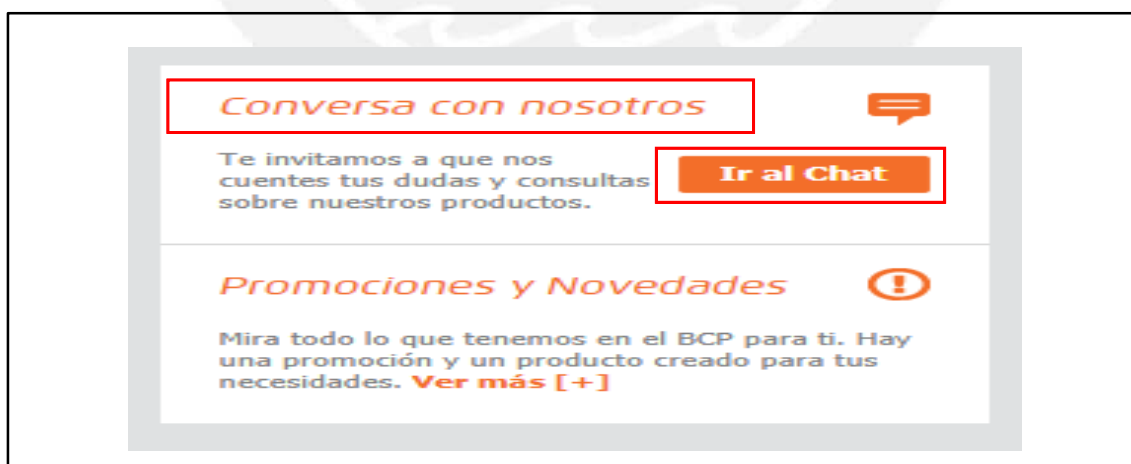 Conversa con nosotros
Te invitamos a que nos
cuentes tus dudas y consultas
sobre nuestros productos.
Ir al Chat
Promociones y Novedades
Mira todo lo que tenemos en el BCP para ti. Hay
una promoción y un producto creado para tus
necesidades. Ver más [+]